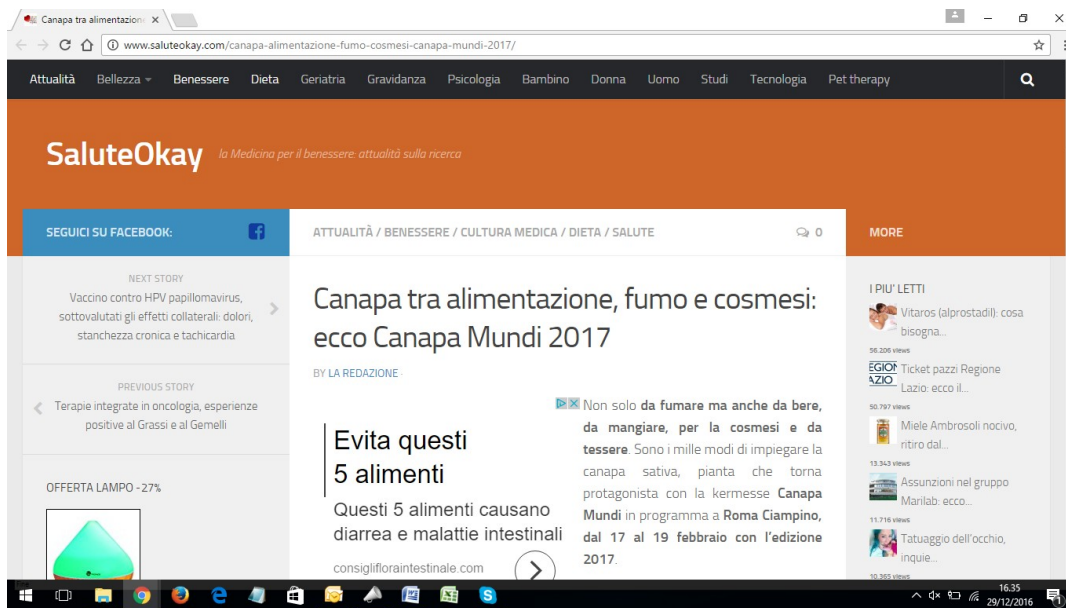 Canapa tra alimentazion
www.saluteokay.com/canapa-alimentazione-fumo-cosmesi-canapa-mundi-2017/
Attualità Bellezza Benessere Dieta Geriatria Gravidanza Psicologia Bambino Donna Uomo Studi Tecnologia Pet therapy
SaluteOkay la Medicina per il benessere: attualità sulla ricerca
SEGUICI SU FACEBOOK:
NEXT STORY
Vaccino contro HPV papillomavirus,
sottovalutati gli effetti collaterali: dolori,
stanchezza cronica e tachicardia
PREVIOUS STORY
Terapie integrate in oncologia, esperienze
positive al Grassi e al Gemelli
OFFERTA LAMPO -27%
ATTUALITÀ / BENESSERE / CULTURA MEDICA / DIETA / SALUTE 0
Canapa tra alimentazione, fumo e cosmesi:
ecco Canapa Mundi 2017
BY LA REDAZIONE ·
Evita questi
5 alimenti
Questi 5 alimenti causano
diarrea e malattie intestinali
consiglifloraintestinale.com
Non solo da fumare ma anche da bere,
da mangiare, per la cosmesi e da
tessere. Sono i mille modi di impiegare la
canapa sativa, pianta che torna
protagonista con la kermesse Canapa
Mundi in programma a Roma Ciampino,
dal 17 al 19 febbraio con l'edizione
2017.
MORE
I PIU' LETTI
Vitaros (alprostadil): cosa
bisogna...
56.206 views
EGION
AZIO
Ticket pazzi Regione
Lazio: ecco il...
50.797 views
Miele Ambrosoli nocivo,
ritiro dal...
13.343 views
Assunzioni nel gruppo
Marilab: ecco...
11.716 views
Tatuaggio dell'occhio,
inquie...
10.365 views
16.35
29/12/2016